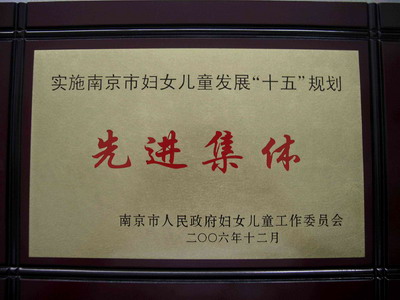 实施南京市妇女儿童发展“十五”规划
先进集体
南京市人民政府妇女儿童工作委员会
二〇〇六年十二月